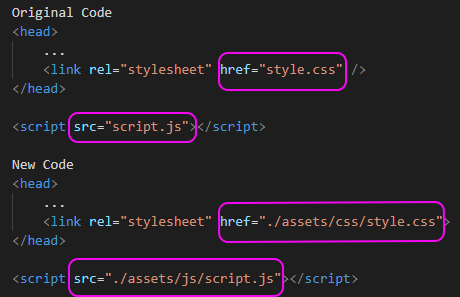 Original Code
<head>
...
<link rel="stylesheet" href="style.css" />
</head>
<script src="script.js"></script>
New Code
<head>
...
<link rel="stylesheet" href="./assets/css/style.css">
</head>
<script src="./assets/js/script.js"></script>